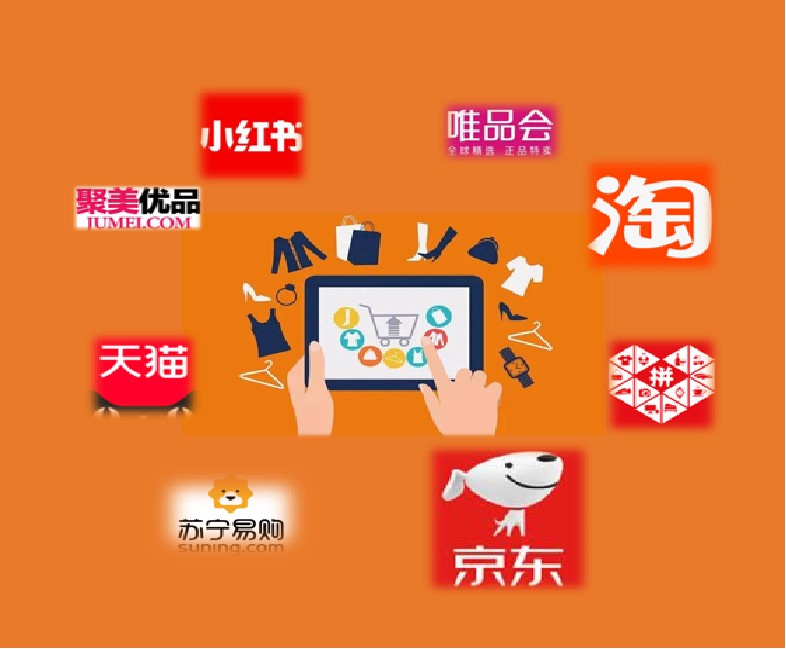 小红书
唯品会
全球精选 正品特卖
聚美优品
JUMEI.COM
淘
天猫
拼
苏宁易购
suning.com
京东